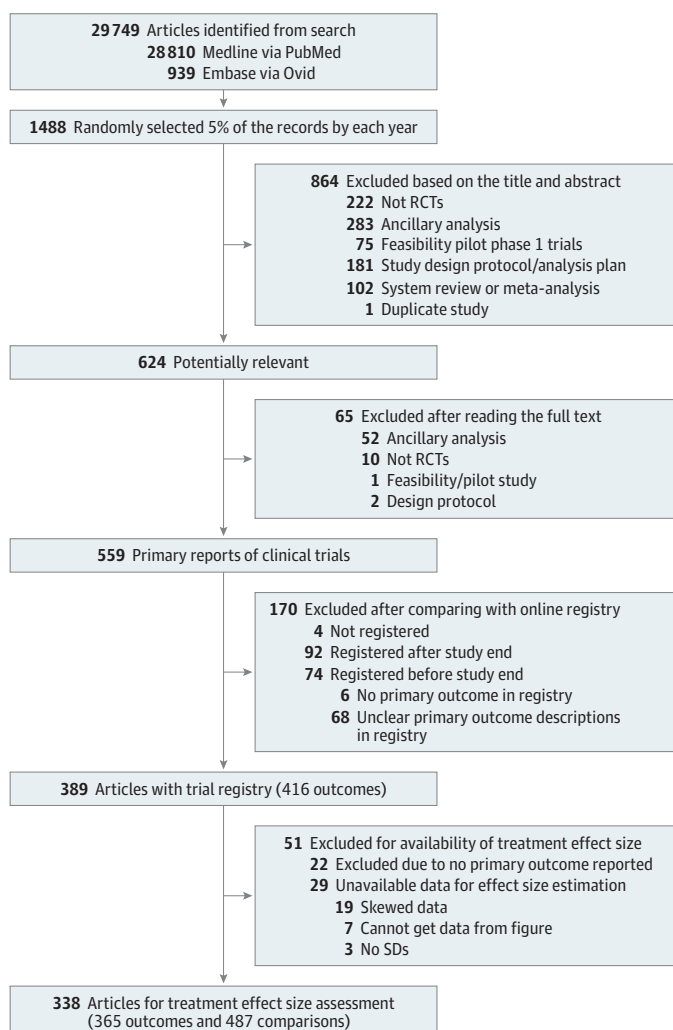 29749 Articles identified from search
28810 Medline via PubMed
939 Embase via Ovid
1488 Randomly selected 5% of the records by each year
864 Excluded based on the title and abstract
222 Not RCTs
283 Ancillary analysis
75 Feasibility pilot phase 1 trials
181 Study design protocol/analysis plan
102 System review or meta-analysis
1 Duplicate study
624 Potentially relevant
65 Excluded after reading the full text
52 Ancillary analysis
10 Not RCTs
1 Feasibility/pilot study
2 Design protocol
559 Primary reports of clinical trials
170 Excluded after comparing with online registry
4 Not registered
92 Registered after study end
74 Registered before study end
6 No primary outcome in registry
68 Unclear primary outcome descriptions
in registry
389 Articles with trial registry (416 outcomes)
51 Excluded for availability of treatment effect size
22 Excluded due to no primary outcome reported
29 Unavailable data for effect size estimation
19 Skewed data
7 Cannot get data from figure
3 No SDs
338 Articles for treatment effect size assessment
(365 outcomes and 487 comparisons)